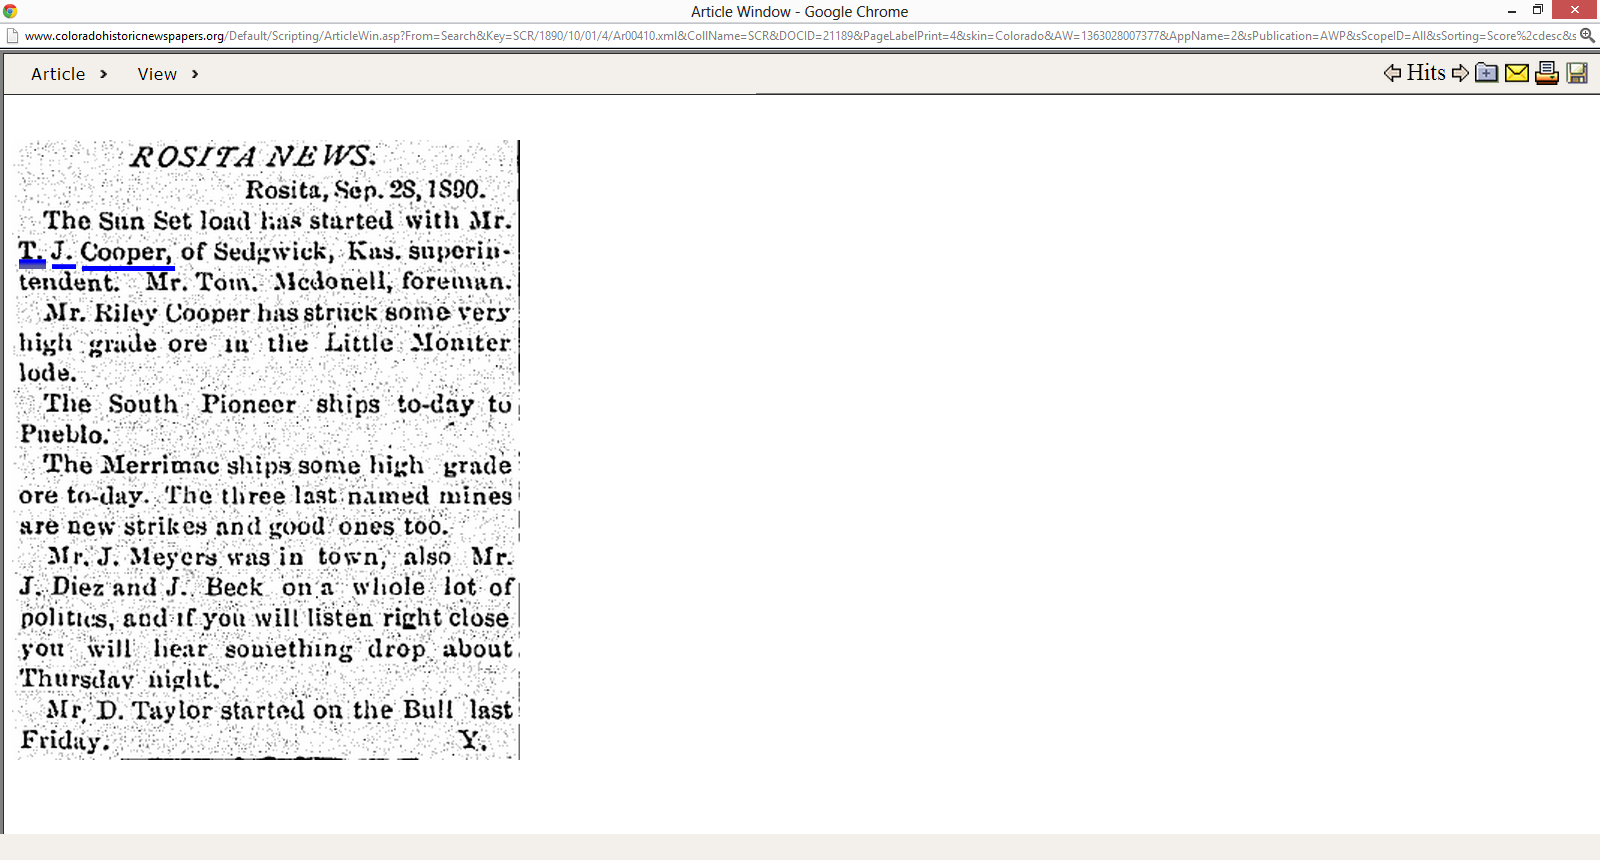 Article Window - Google Chrome
www.coloradohistoricnewspapers.org/Default/Scripting/ArticleWin.asp?From=Search&Key=SCR/1890/10/01/4/Ar00410.xml&CollName=SCR&DOCID=21189&PageLabelPrint=4&skin=Colorado&AW=1363028007377&AppName=2&sPublication=AWP&sScopeID=All&sSorting=Score%2cdesc&s
Article › View ›
Hits
ROSITA NEWS.
Rosita, Sep. 28, 1890.
The Sun Set load has started with Mr.
T. J. Cooper, of Sedgwick, Kas. superin-
tendent. Mr. Tom. Mcdonell, foreman.
Mr. Riley Cooper has struck some very
high grade ore in the Little Moniter
lode.
The South Pioneer ships to-day to
Pueblo.
The Merrimac ships some high grade
ore to-day. The three last named mines
are new strikes and good ones too.
Mr. J. Meyers was in town, also Mr.
J. Diez and J. Beck on a whole lot of
politics, and if you will listen right close
you will hear something drop about
Thursday night.
Mr. D. Taylor started on the Bull last
Friday. Y.